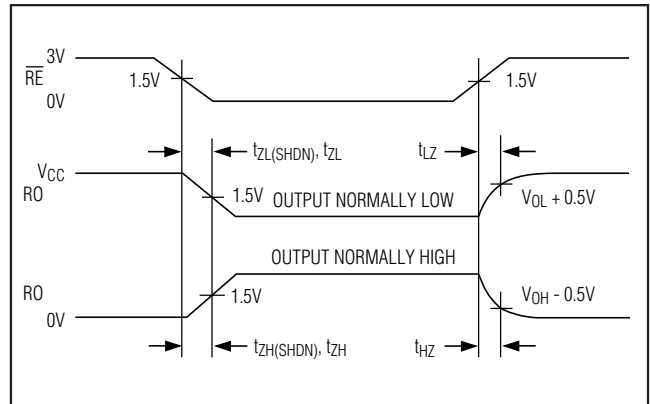 3V
RE
1.5V
1.5V
0V
tZL(SHDN), tZL
tLZ
VCC
RO
1.5V
OUTPUT NORMALLY LOW
VOL + 0.5V
OUTPUT NORMALLY HIGH
RO
1.5V
VOH - 0.5V
0V
tZH(SHDN), tZH
tHZ